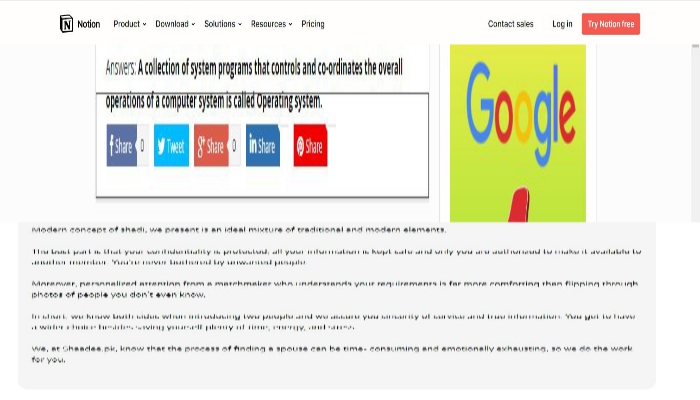 Notion Product Download Solutions Resources Pricing Contact sales Log in Try Notion free
Answers: A collection of system programs that controls and co-ordinates the overall
operations of a computer system is called Operating system.
Share 0 Tweet Share 0 Share Share
Google
Modern concept of shadi, we present is an ideal mixture of traditional and modern elements.
The best part is that your confidentiality is protected, all your information is kept safe and only you are authorized to make it available to
another member. You're never bothered by unwanted people.
Moreover, personalized attention from a matchmaker who understands your requirements is far more comforting than flipping through
photos of people you don't even know.
In short, we know both sides when introducing two people and we assure you sincerity of service and true information. You get to have
a wider choice besides saving yourself plenty of time, energy, and stress.
We, at Shaadee.pk, know that the process of finding a spouse can be time- consuming and emotionally exhausting, so we do the work
for you.